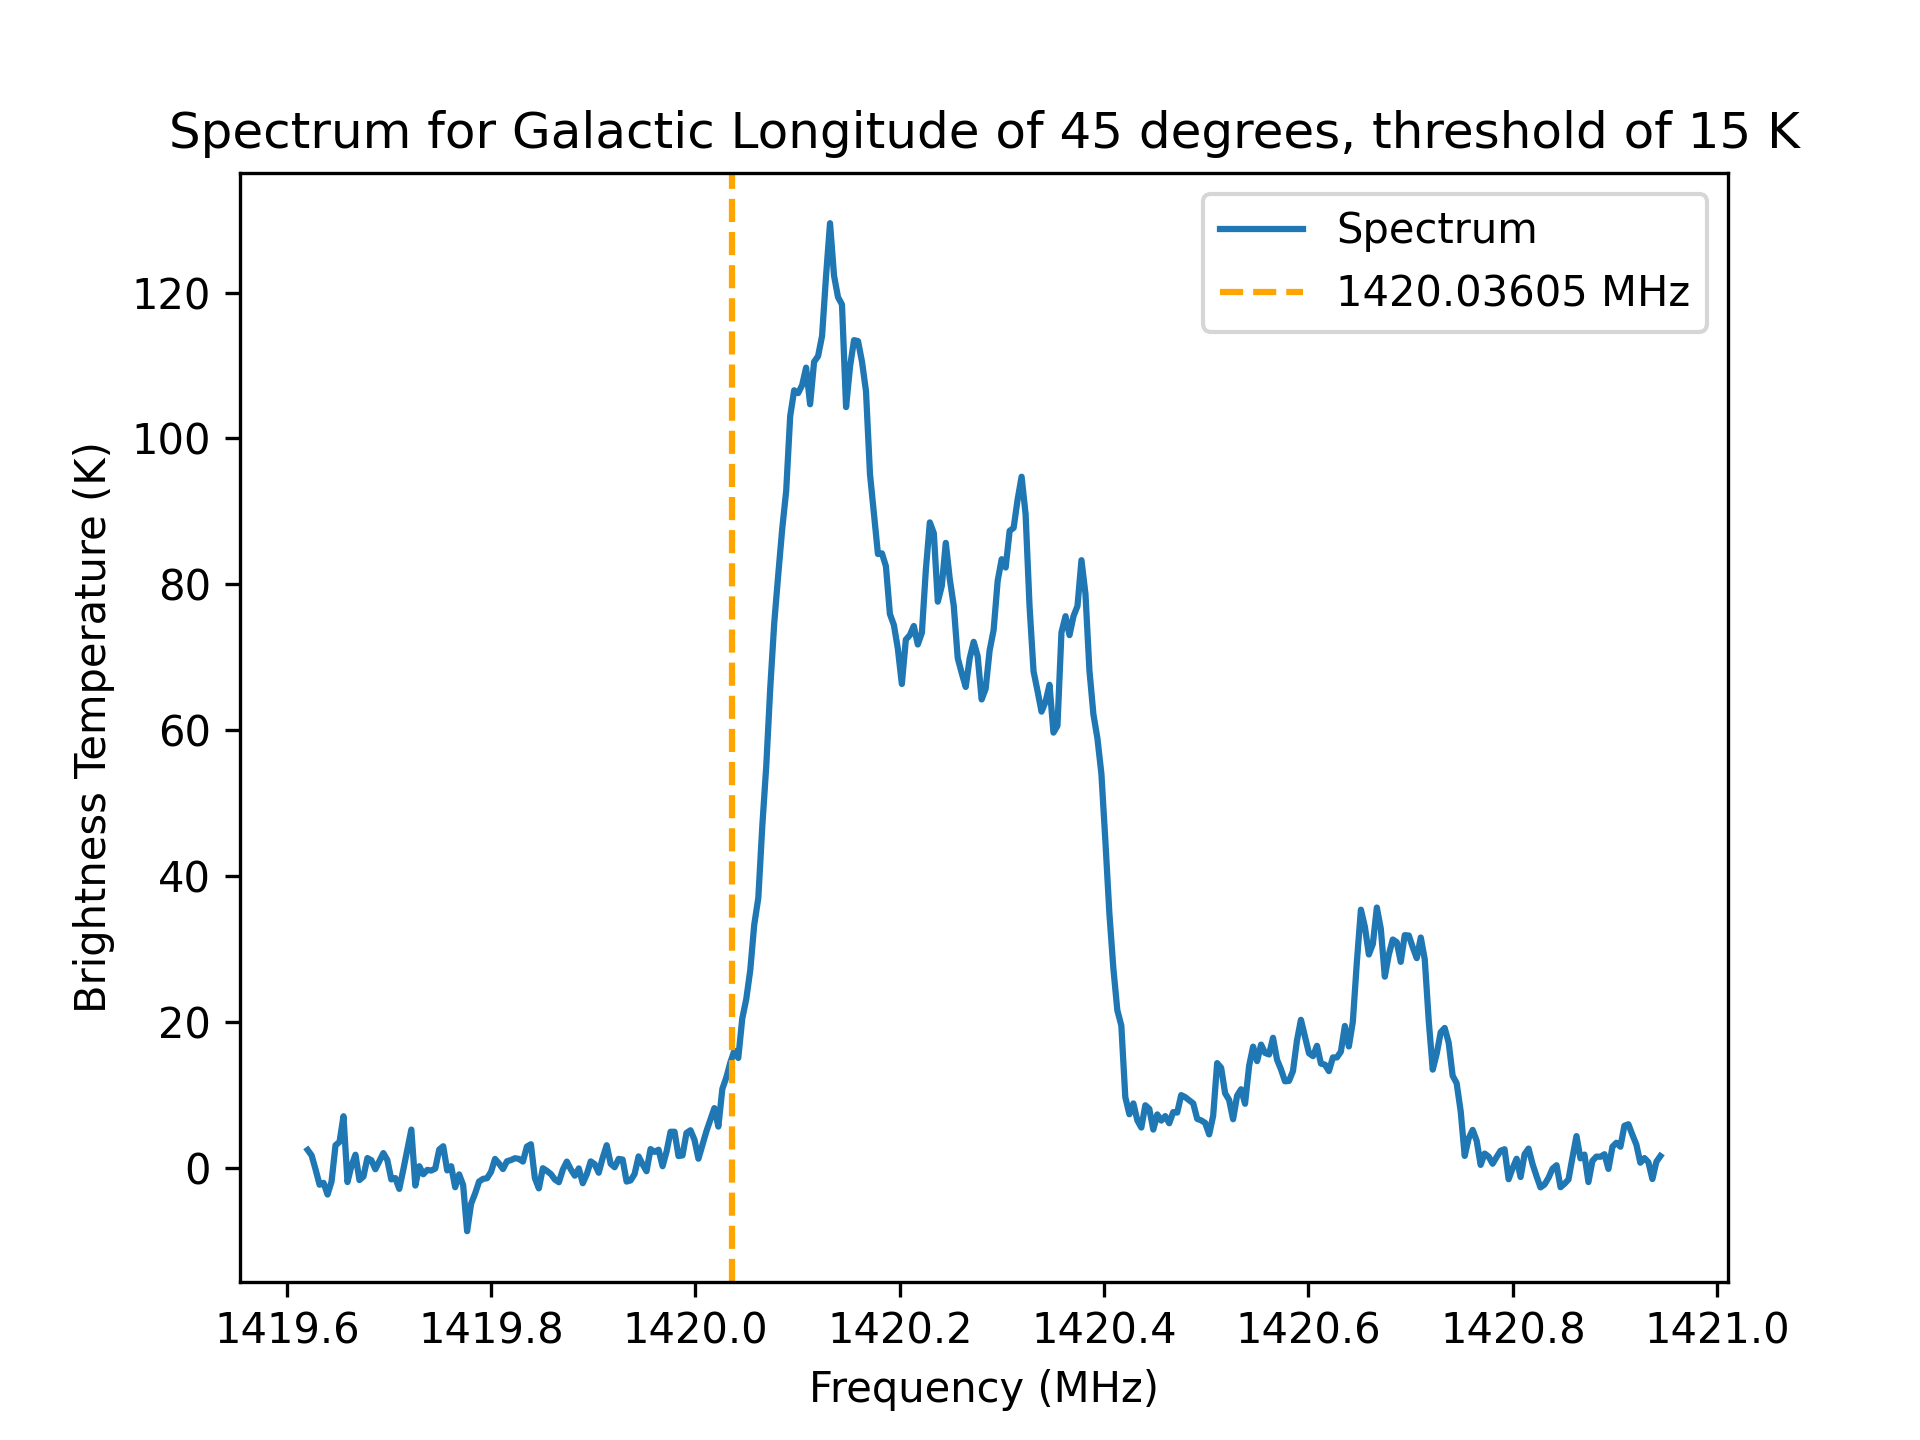 Spectrum for Galactic Longitude of 45 degrees, threshold of 15 K
Spectrum
1420.03605 MHz
Brightness Temperature (K)
120
100
80
60
40
20
0
1419.6 1419.8 1420.0 1420.2 1420.4 1420.6 1420.8 1421.0
Frequency (MHz)